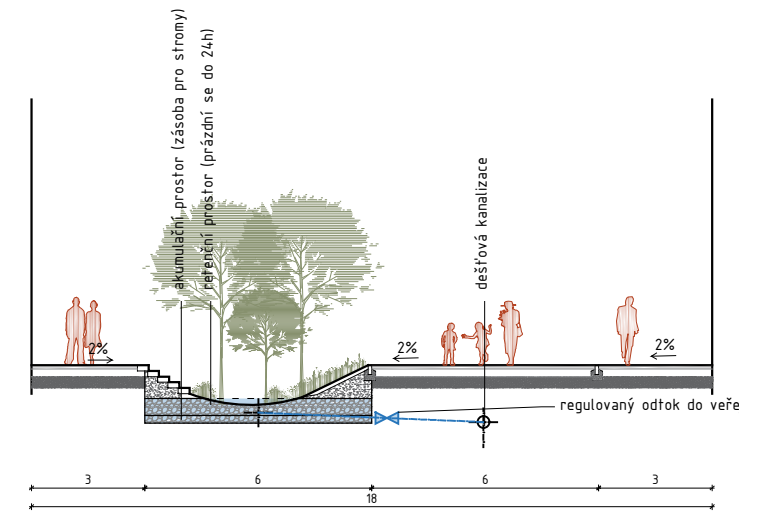 akumulační prostor (zásoba pro stromy)
retenční prostor (prázdní se do 24h)
dešťová kanalizace
2%
2%
2%
regulovaný odtok do veře
3
6
6
3
18